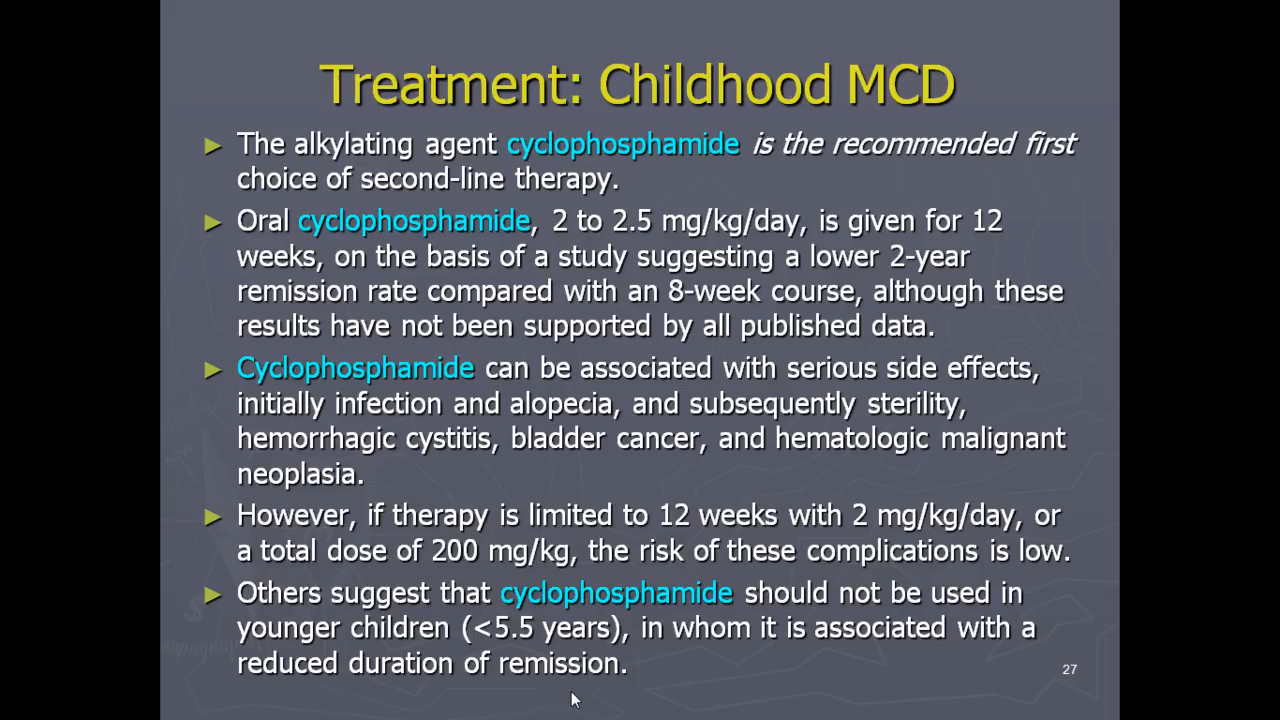 Treatment: Childhood MCD
► The alkylating agent cyclophosphamide is the recommended first
choice of second-line therapy.
► Oral cyclophosphamide, 2 to 2.5 mg/kg/day, is given for 12
weeks, on the basis of a study suggesting a lower 2-year
remission rate compared with an 8-week course, although these
results have not been supported by all published data.
► Cyclophosphamide can be associated with serious side effects,
initially infection and alopecia, and subsequently sterility,
hemorrhagic cystitis, bladder cancer, and hematologic malignant
neoplasia.
► However, if therapy is limited to 12 weeks with 2 mg/kg/day, or
a total dose of 200 mg/kg, the risk of these complications is low.
► Others suggest that cyclophosphamide should not be used in
younger children (<5.5 years), in whom it is associated with a
reduced duration of remission.
27